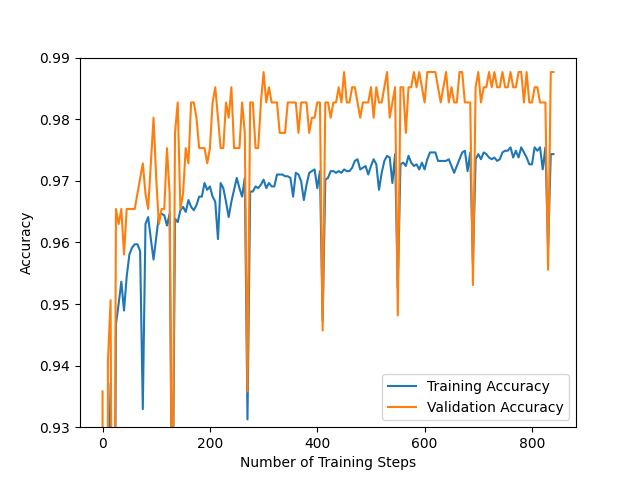 0.99
0.98
0.97
0.96
0.95
0.94
0.93
Accuracy
0 200 400 600 800
Number of Training Steps
Training Accuracy
Validation Accuracy